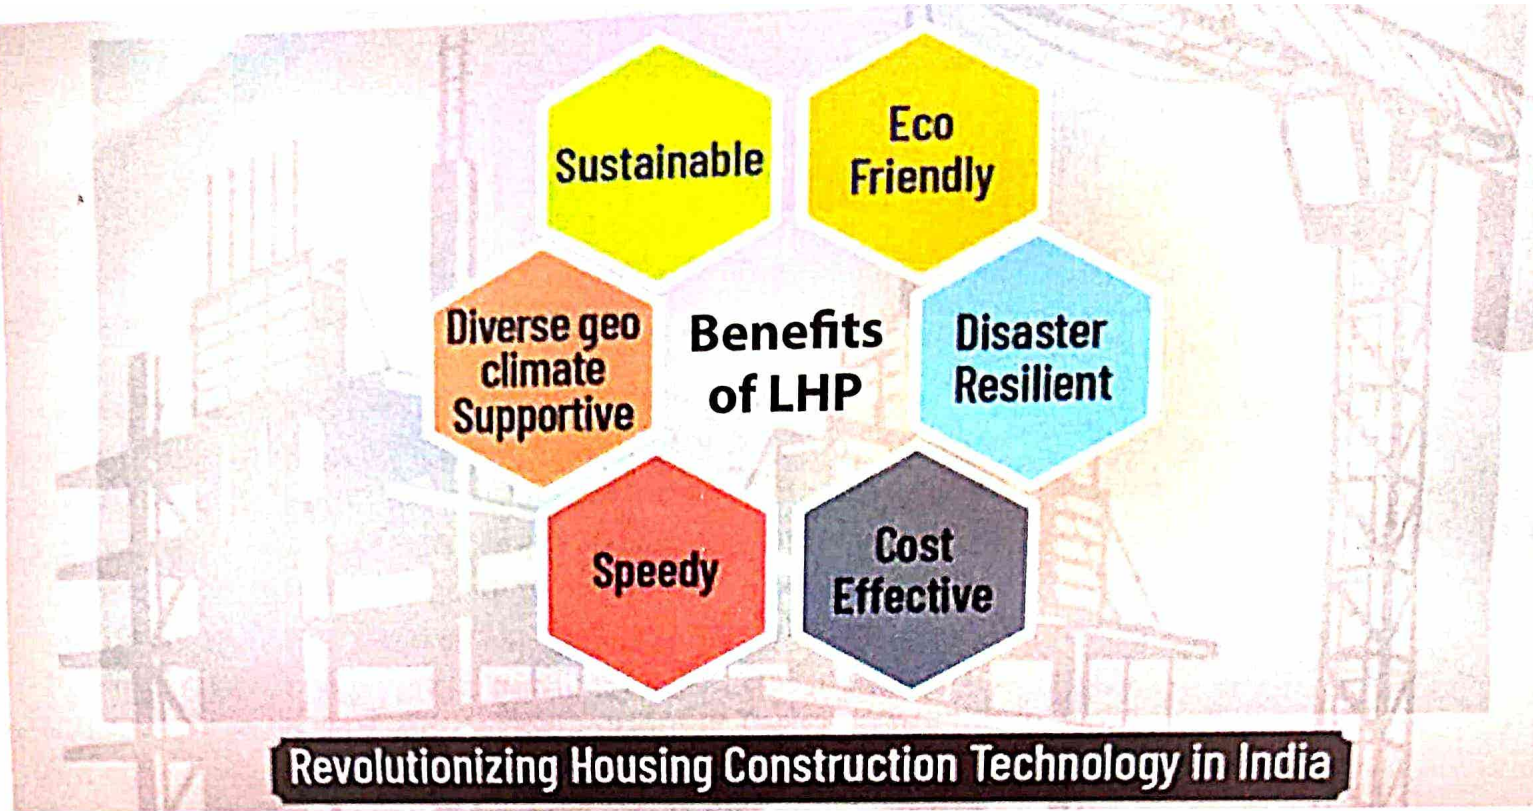 Sustainable
Eco
Friendly
Diverse geo
climate
Supportive
Benefits
of LHP
Disaster
Resilient
Speedy
Cost
Effective
Revolutionizing Housing Construction Technology in India